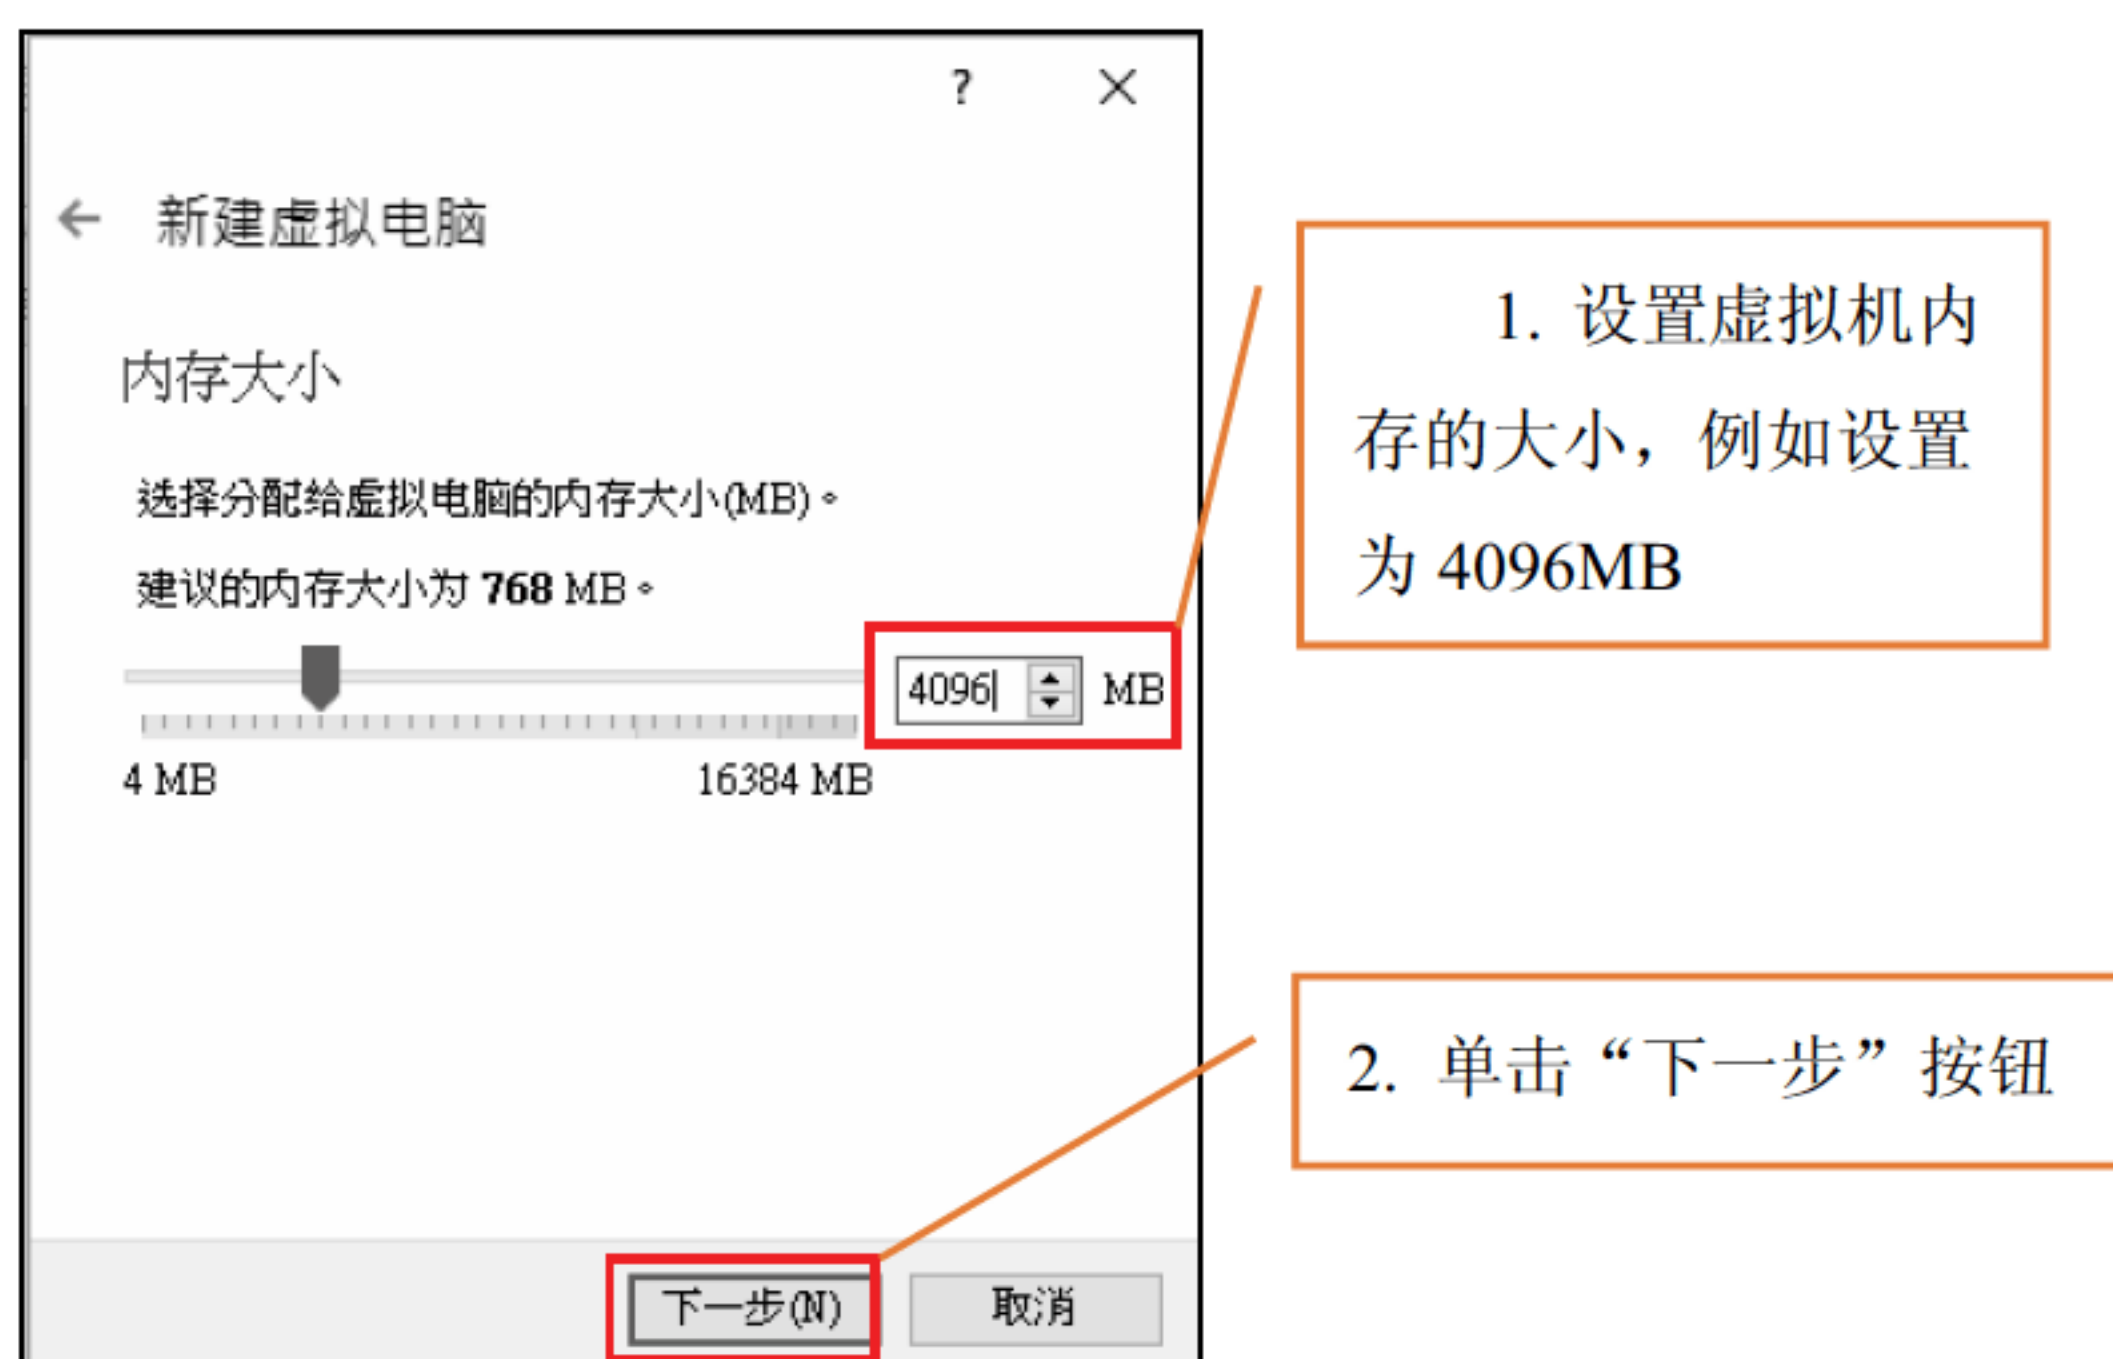 ?
← 新建虚拟电脑
内存大小
选择分配给虚拟电脑的内存大小(MB)。
建议的内存大小为 768 MB。
4096 MB
4 MB
16384 MB
下一步(N)
取消
1. 设置虚拟机内
存的大小，例如设置
为 4096MB
2. 单击“下一步”按钮